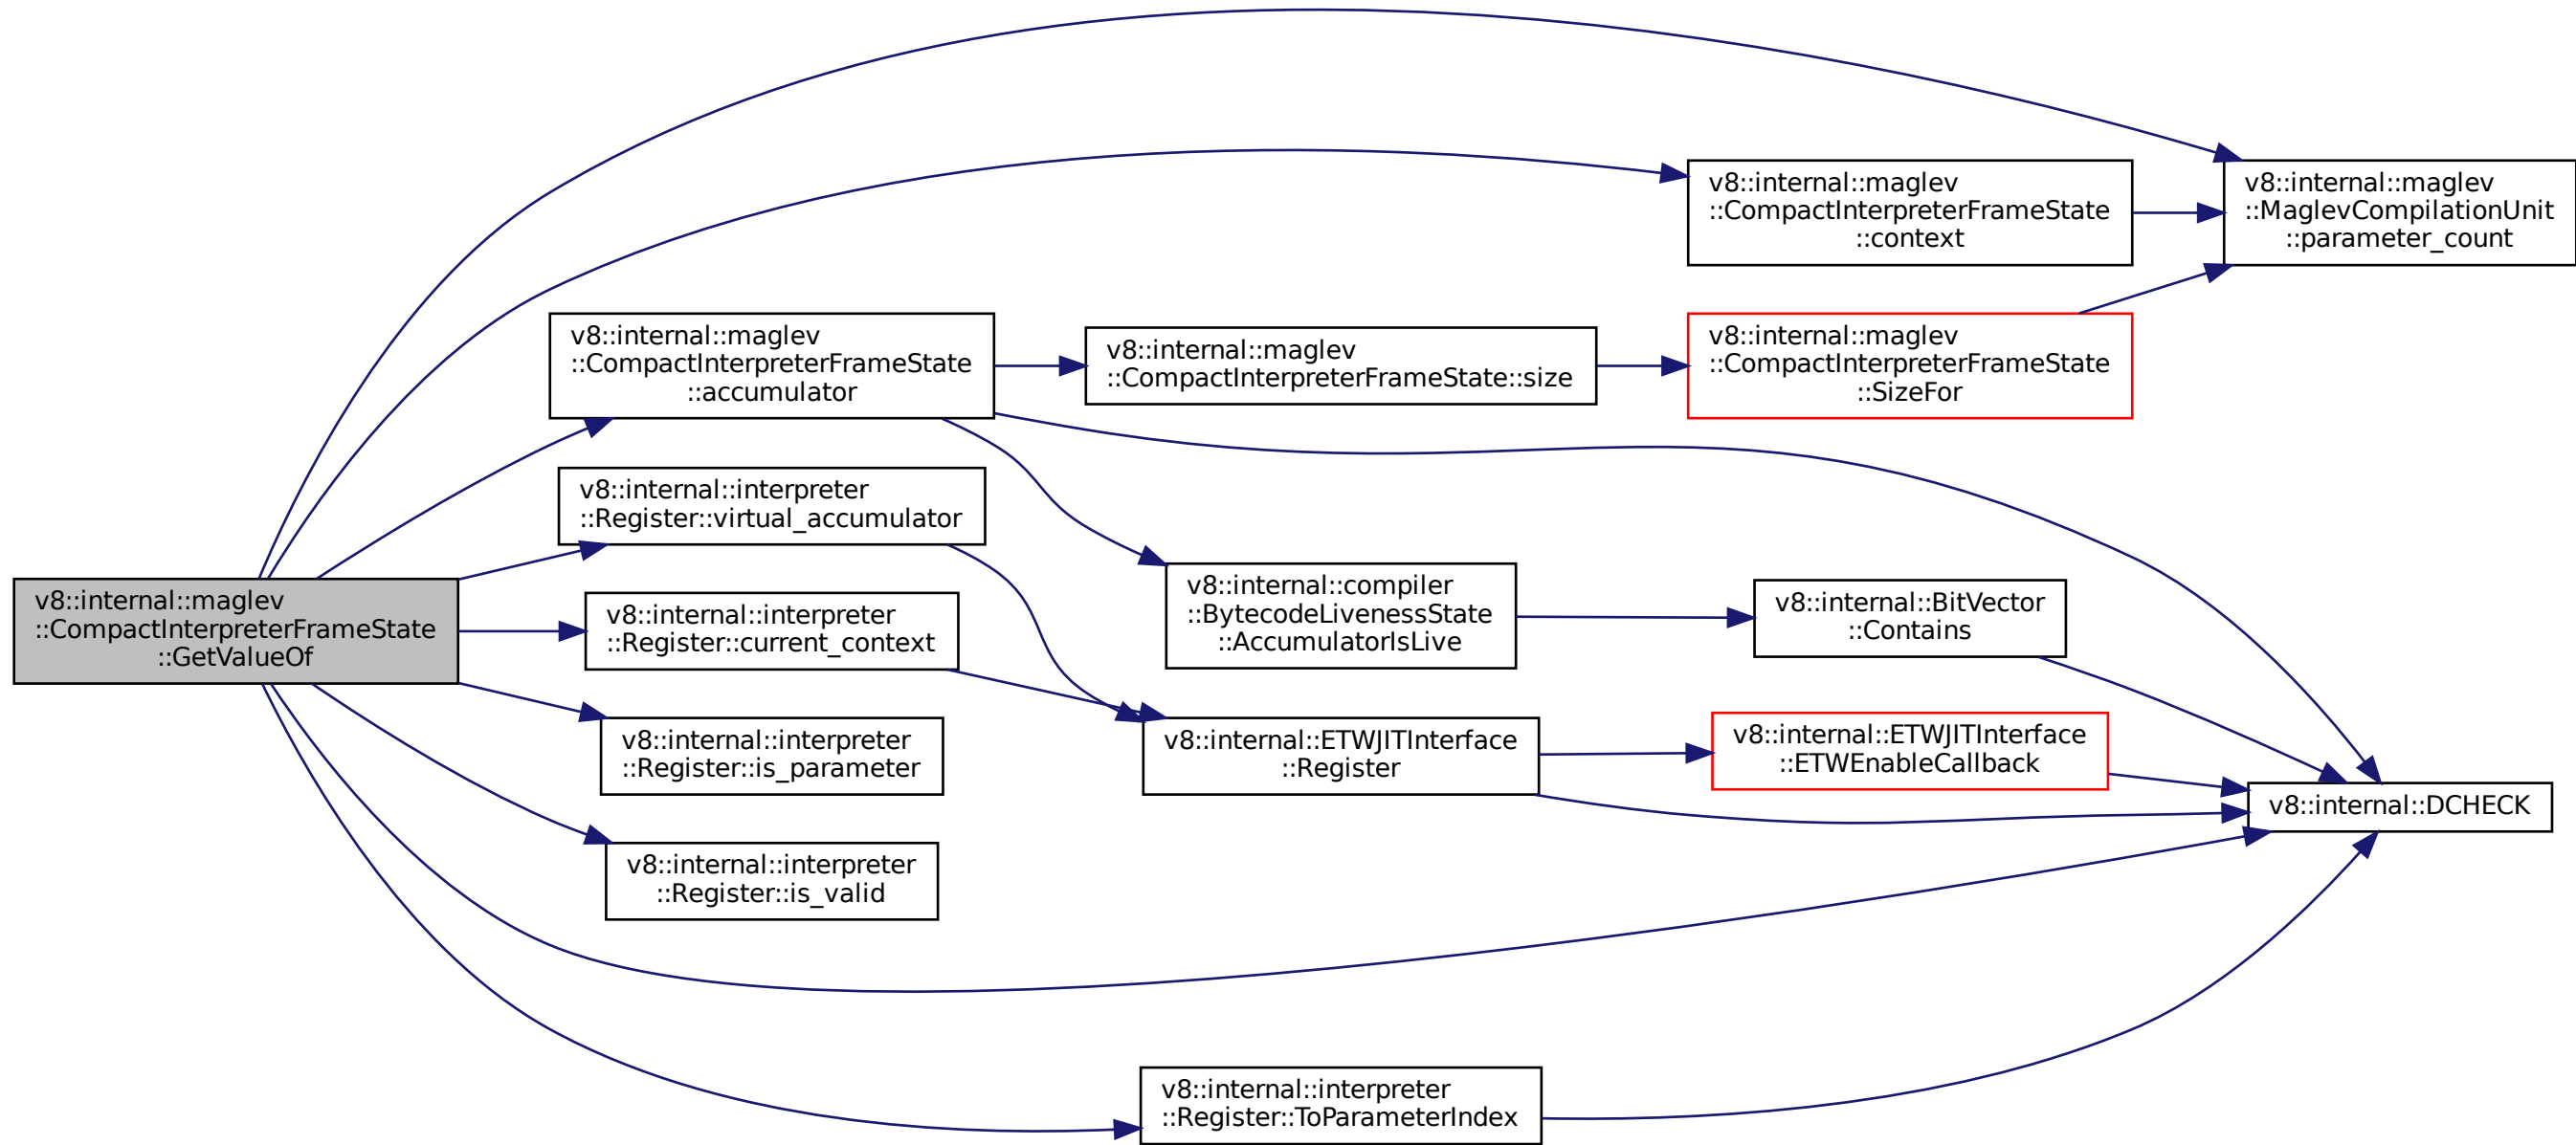 v8::internal::maglev
::CompactInterpreterFrameState
::GetValueOf
v8::internal::maglev
::CompactInterpreterFrameState
::context
v8::internal::maglev
::MaglevCompilationUnit
::parameter_count
v8::internal::maglev
::CompactInterpreterFrameState
::accumulator
v8::internal::maglev
::CompactInterpreterFrameState::size
v8::internal::maglev
::CompactInterpreterFrameState
::SizeFor
v8::internal::interpreter
::Register::virtual_accumulator
v8::internal::interpreter
::Register::current_context
v8::internal::compiler
::BytecodeLivenessState
::AccumulatorIsLive
v8::internal::BitVector
::Contains
v8::internal::interpreter
::Register::is_parameter
v8::internal::ETWJITInterface
::Register
v8::internal::ETWJITInterface
::ETWEnableCallback
v8::internal::DCHECK
v8::internal::interpreter
::Register::is_valid
v8::internal::interpreter
::Register::ToParameterIndex